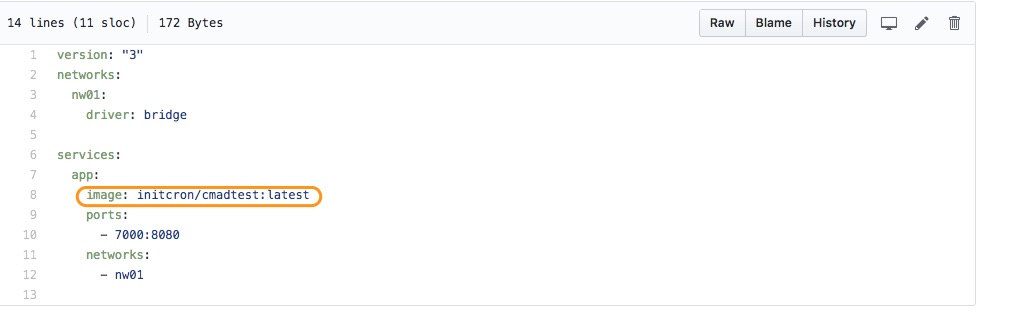 14 lines (11 sloc) 172 Bytes Raw Blame History
1 version: "3"
2 networks:
3   nw01:
4     driver: bridge
5
6 services:
7   app:
8     image: initcron/cmadtest:latest
9     ports:
10       - 7000:8080
11     networks:
12       - nw01
13